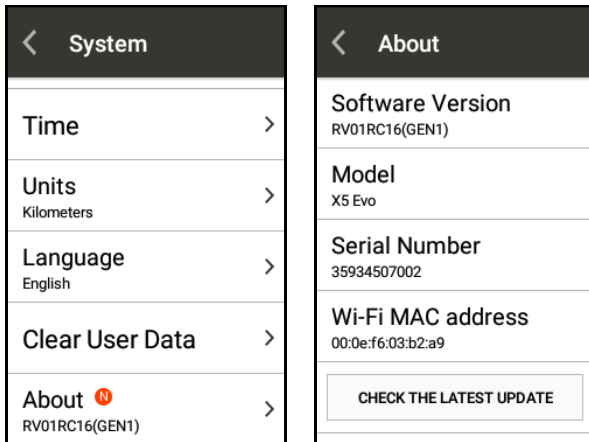 System
Time
Units
Kilometers
Language
English
Clear User Data
About N
RV01RC16(GEN1)
About
Software Version
RV01RC16(GEN1)
Model
X5 Evo
Serial Number
35934507002
Wi-Fi MAC address
00:0e:f6:03:b2:a9
CHECK THE LATEST UPDATE